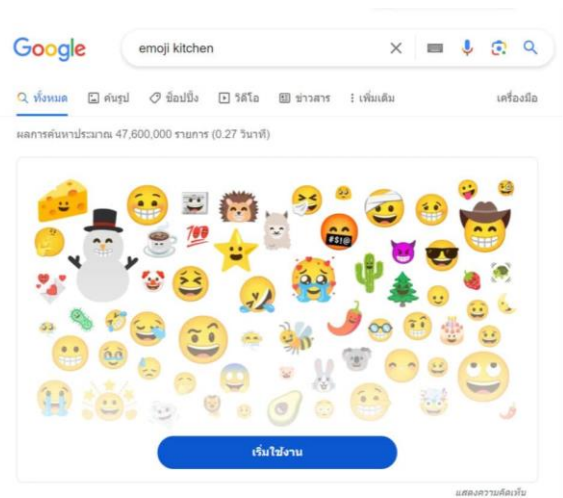 Google
emoji kitchen
ทั้งหมด ค้นรูป ช็อปปิ้ง วิดีโอ ข่าวสาร เพิ่มเติม เครื่องมือ
ผลการค้นหาประมาณ 47,600,000 รายการ (0.27 วินาที)
100
#$!@
เริ่มใช้งาน
แสดงความคิดเห็น